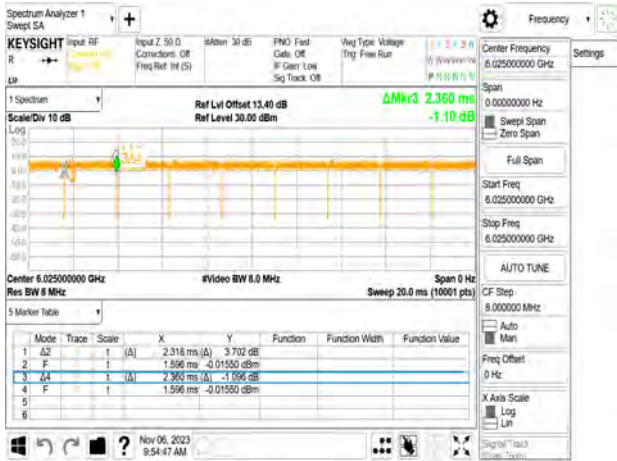 Spectrum Analyzer 1
Swept SA
+
Frequency
KEYSIGHT Input: RF
Input Z: 50 Ω
#Atten: 30 dB
PNO: Fast
Avg Type: Voltage
Center Frequency
Settings
Corrections: Off
Gate: Off
Trig: Free Run
6.025000000 GHz
Freq Ref: Int (S)
IF Gain: Low
Sig Track: Off
Span
0.00000000 Hz
1 Spectrum
Ref Lvl Offset 13.40 dB
ΔMkr3 2.360 ms
Scale/Div 10 dB
Ref Level 30.00 dBm
-1.10 dB
Swept Span
Zero Span
Log
Full Span
Start Freq
6.025000000 GHz
Stop Freq
6.025000000 GHz
AUTO TUNE
Center 6.025000000 GHz
#Video BW 8.0 MHz
Span 0 Hz
Res BW 8 MHz
Sweep 20.0 ms (10001 pts)
CF Step
8.000000 MHz
5 Marker Table
Auto
Man
Mode Trace Scale X Y Function Function Width Function Value
1 Δ2 t (Δ) 2.318 ms (Δ) 3.702 dB
2 F t 1.596 ms -0.01550 dBm
3 Δ4 t (Δ) 2.360 ms (Δ) -1.096 dB
4 F t 1.596 ms -0.01550 dBm
5
6
Freq Offset
0 Hz
X Axis Scale
Log
Lin
Signal Track
(Span Zoom)
?
Nov 06, 2023
9:54:47 AM